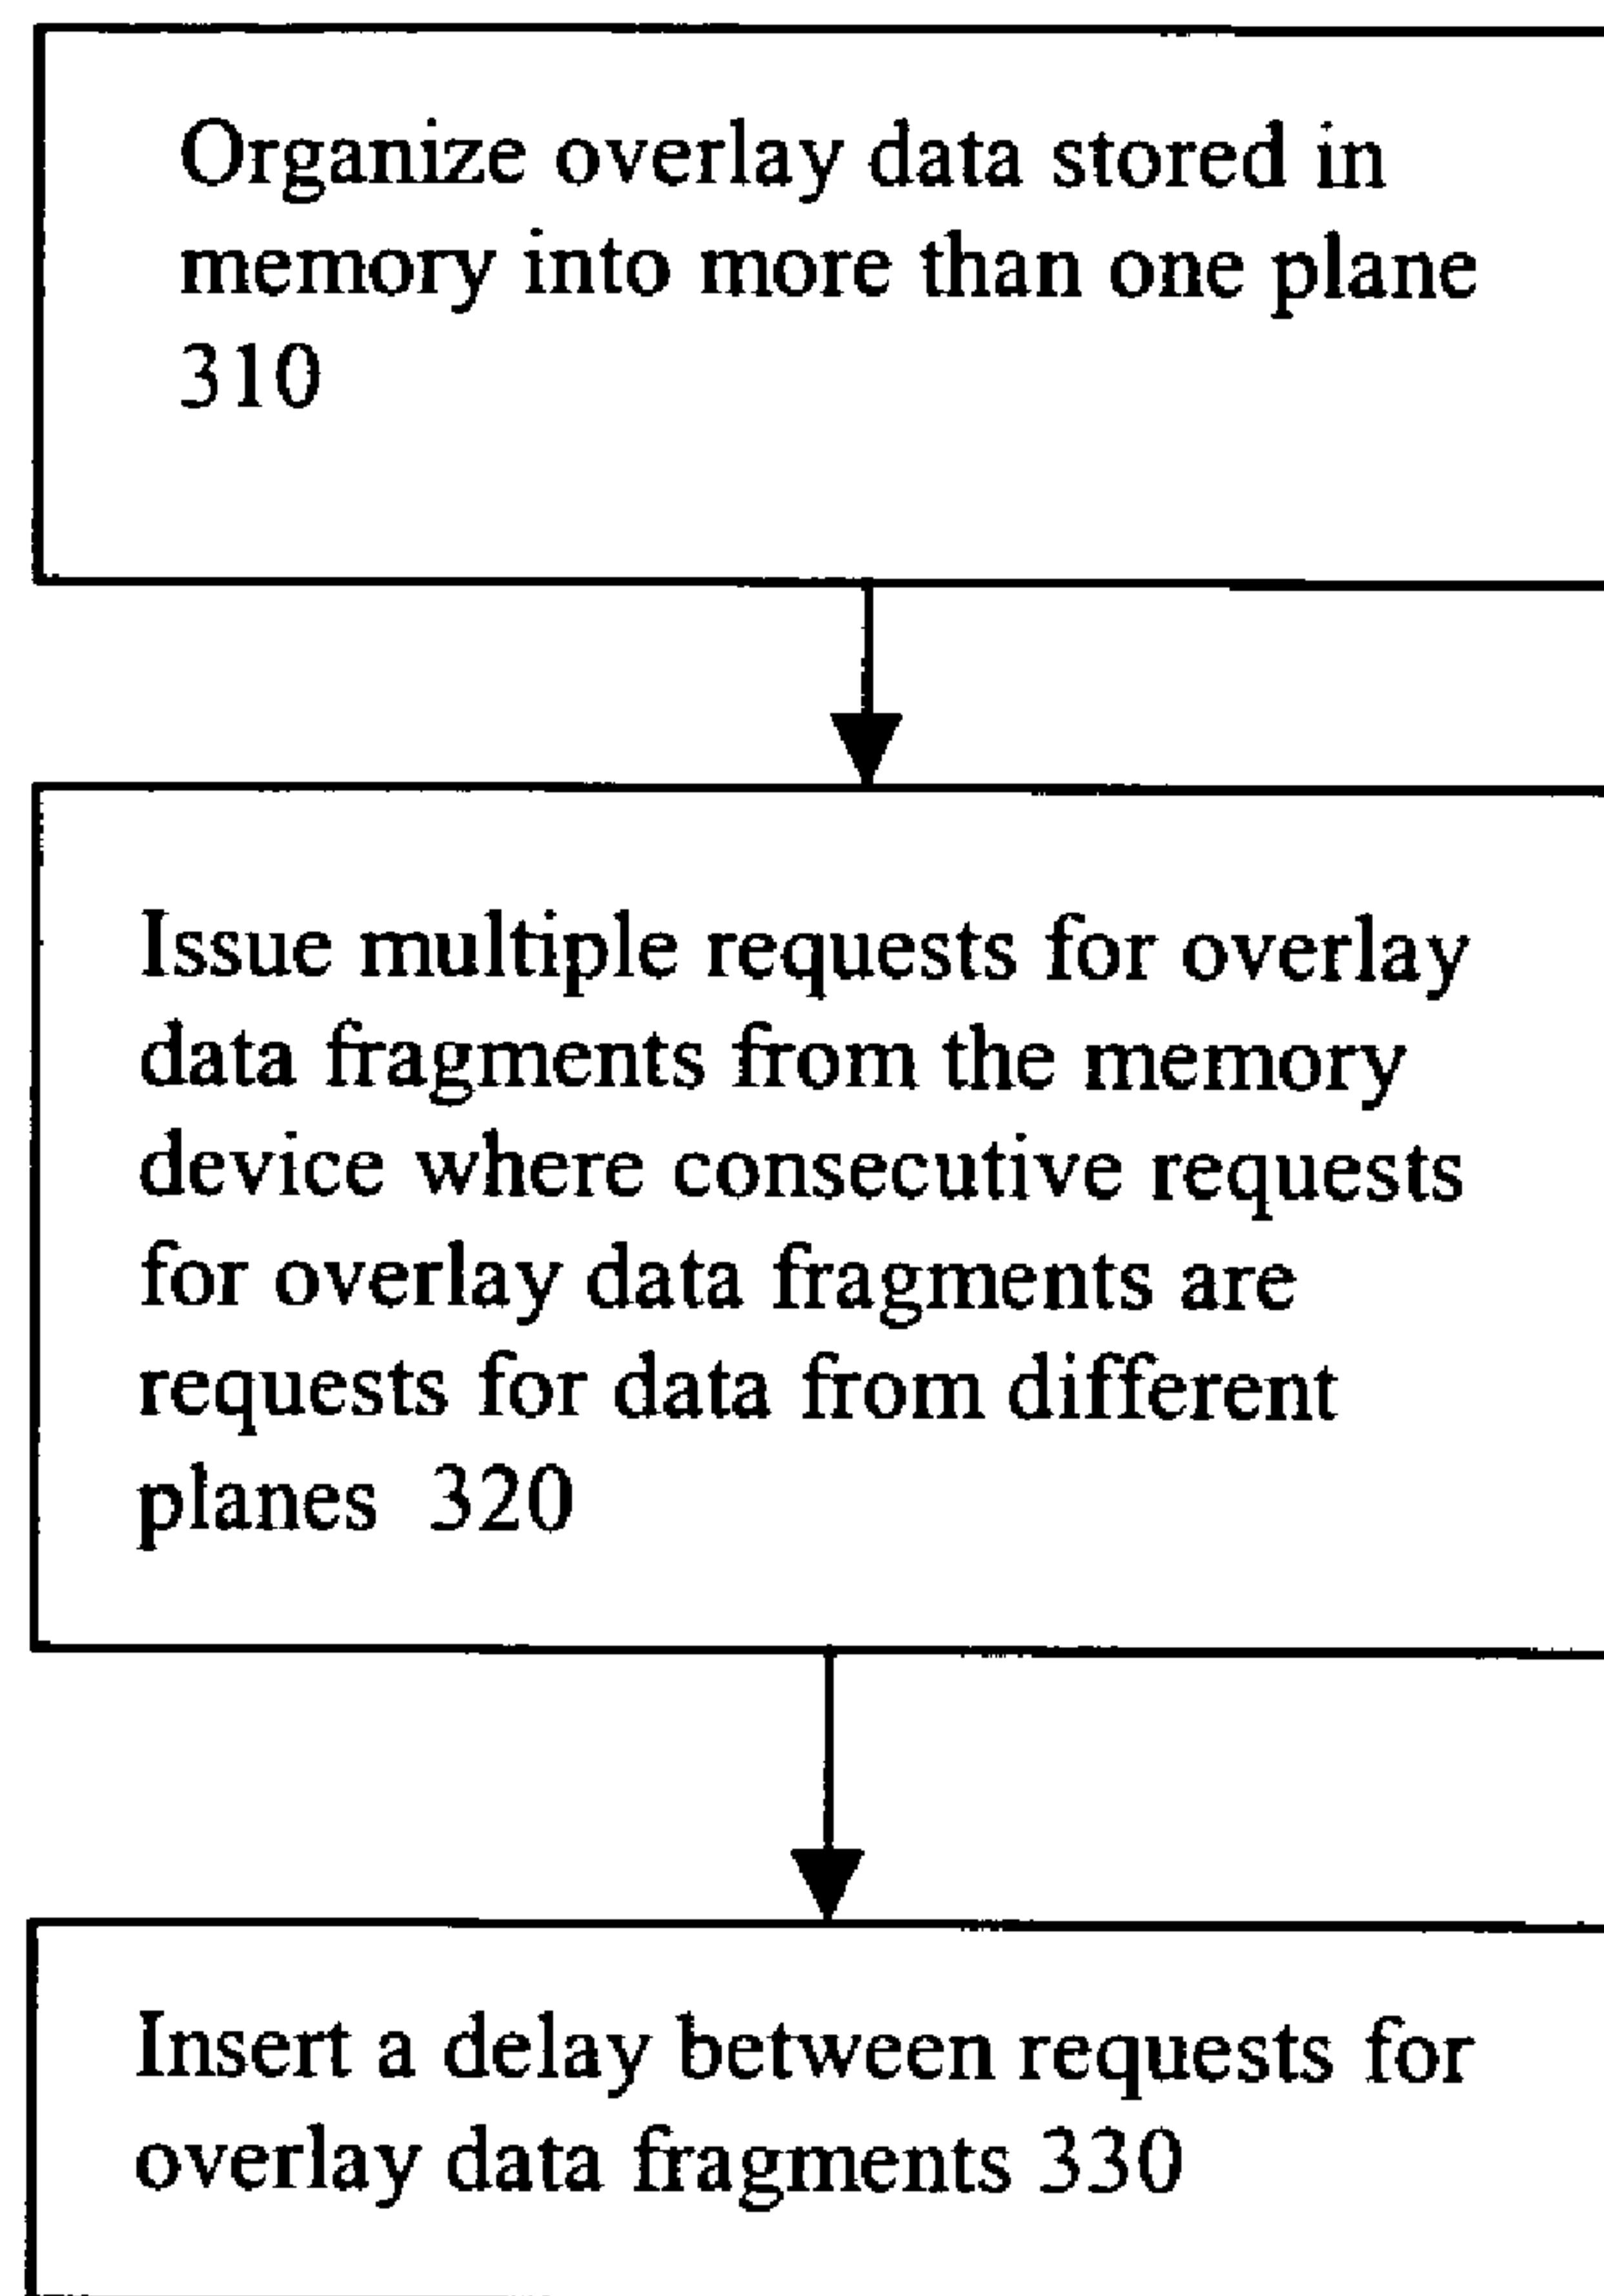 Organize overlay data stored in
memory into more than one plane
310
Issue multiple requests for overlay
data fragments from the memory
device where consecutive requests
for overlay data fragments are
requests for data from different
planes 320
Insert a delay between requests for
overlay data fragments 330